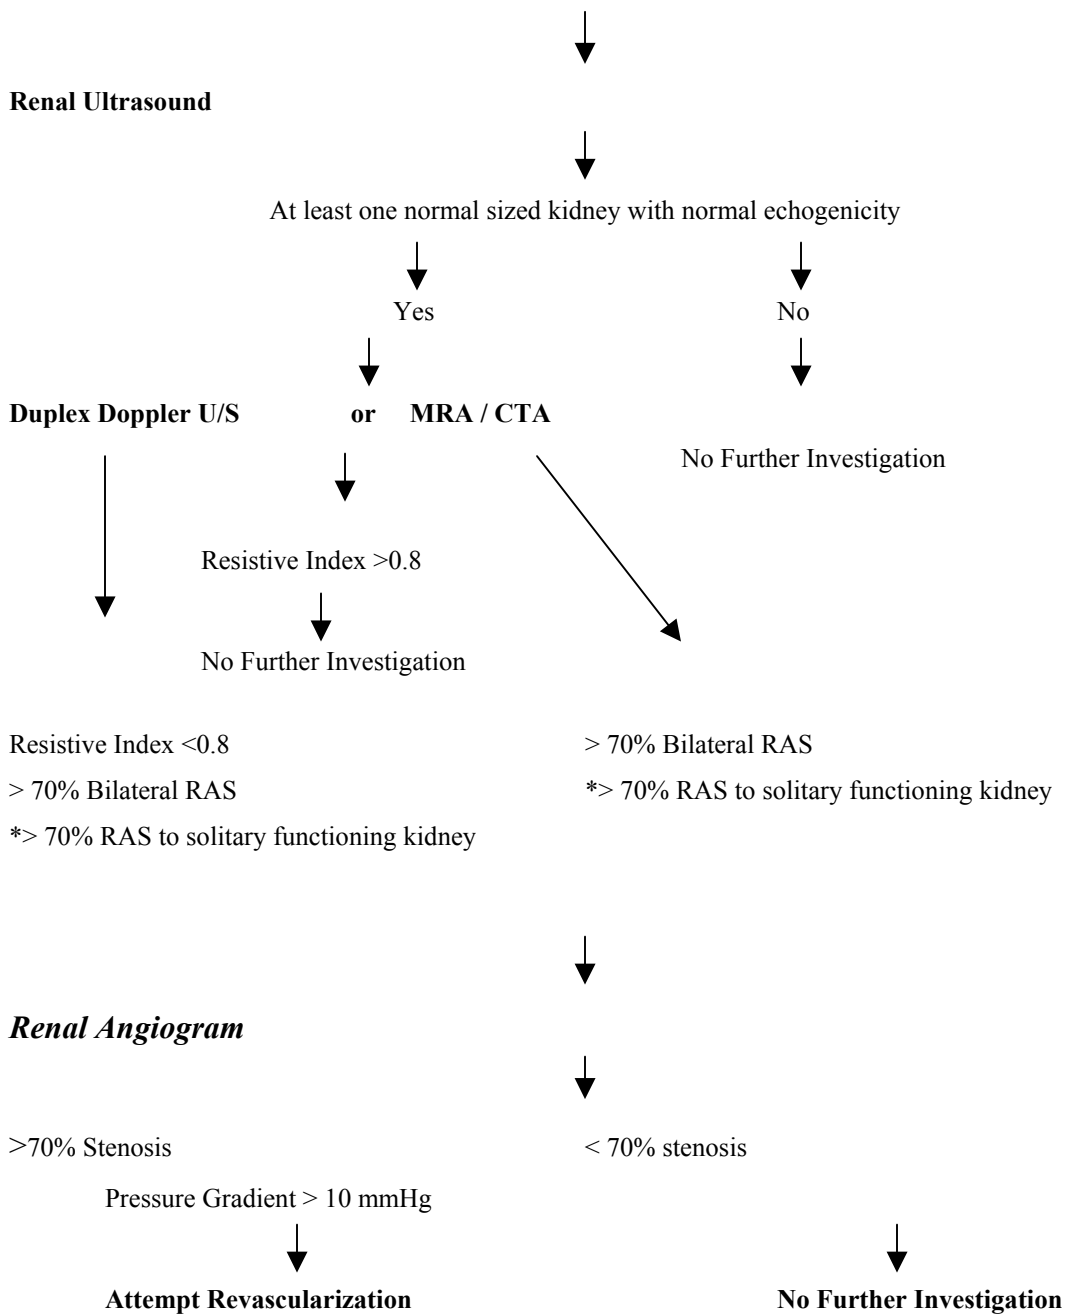 Renal Ultrasound
At least one normal sized kidney with normal echogenicity
Yes
No
Duplex Doppler U/S or MRA / CTA
No Further Investigation
Resistive Index >0.8
No Further Investigation
Resistive Index <0.8
> 70% Bilateral RAS
*> 70% RAS to solitary functioning kidney
> 70% Bilateral RAS
*> 70% RAS to solitary functioning kidney
Renal Angiogram
>70% Stenosis
< 70% stenosis
Pressure Gradient > 10 mmHg
Attempt Revascularization
No Further Investigation